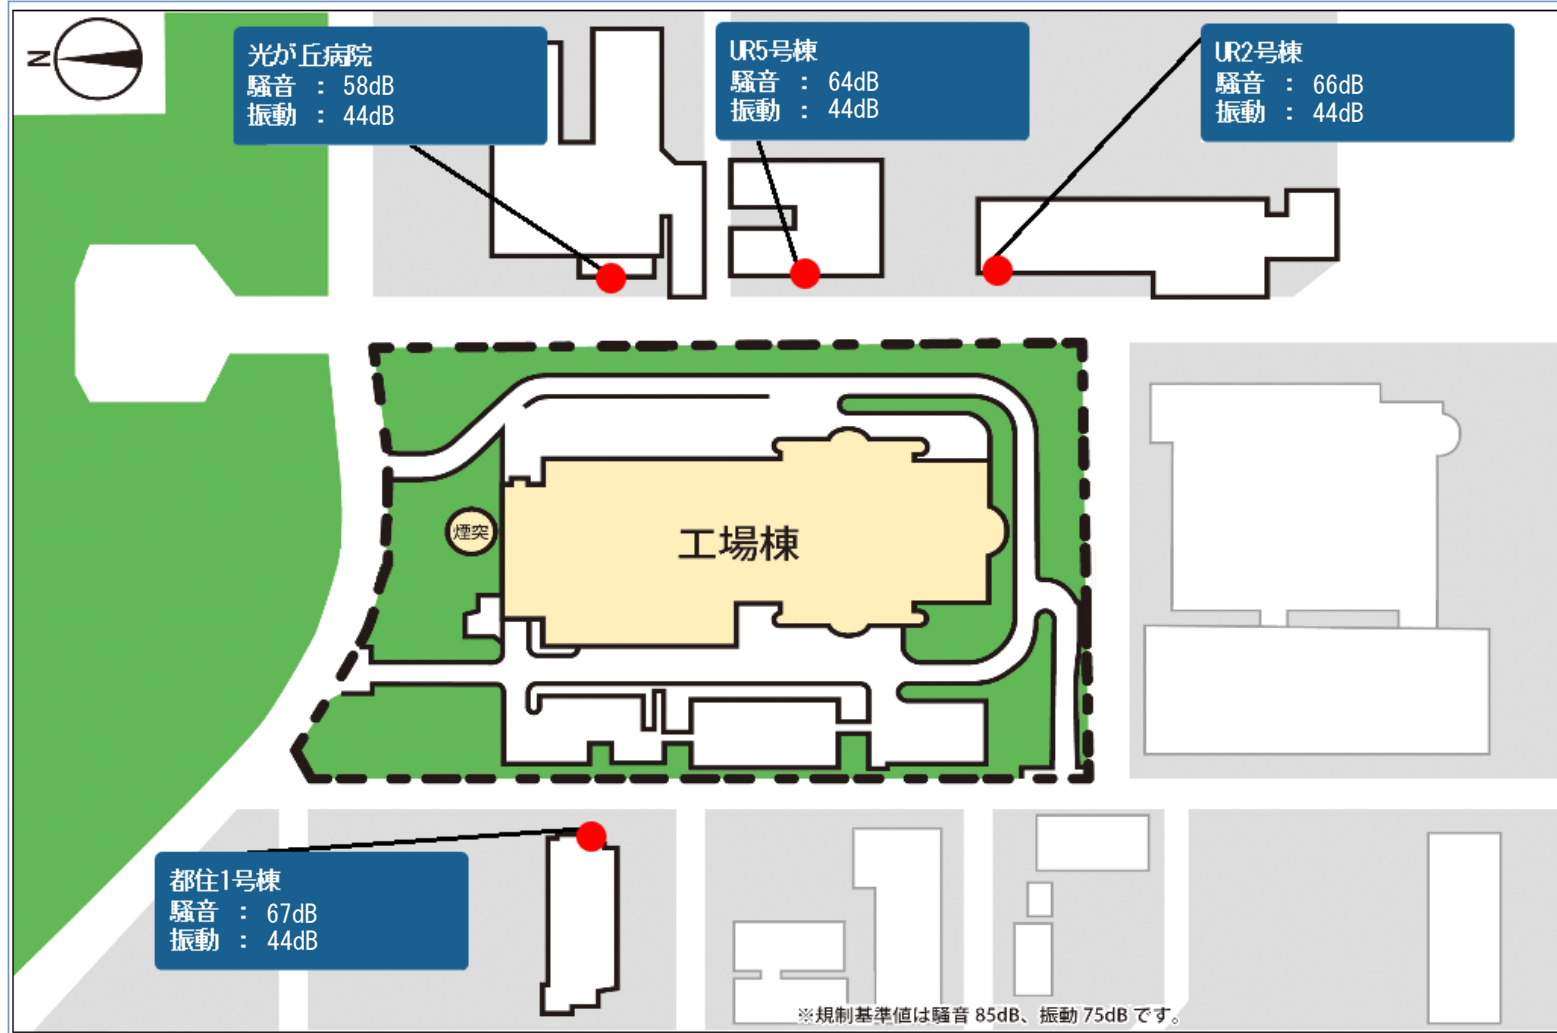 N
光が丘病院
騒音 : 58dB
振動 : 44dB
UR5号棟
騒音 : 64dB
振動 : 44dB
UR2号棟
騒音 : 66dB
振動 : 44dB
煙突
工場棟
都住1号棟
騒音 : 67dB
振動 : 44dB
※規制基準値は騒音 85dB、振動 75dB です。